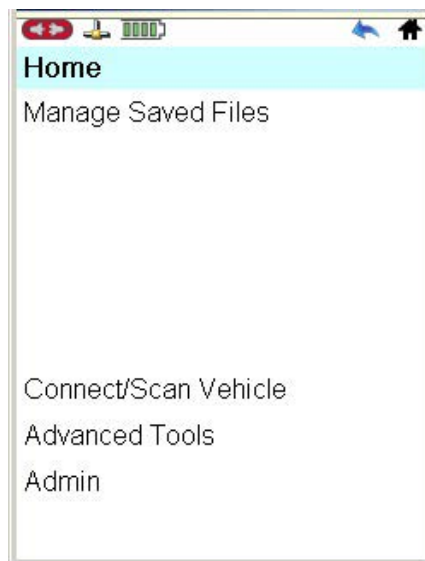 Home
Manage Saved Files
Connect/Scan Vehicle
Advanced Tools
Admin